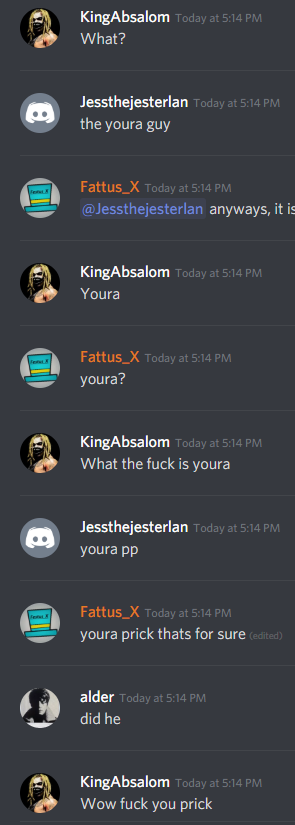 KingAbsalom Today at 5:14 PM
What?
Jessthejesterlan Today at 5:14 PM
the youra guy
Fattus_X Today at 5:14 PM
@Jessthejesterlan anyways, it is
KingAbsalom Today at 5:14 PM
Youra
Fattus_X Today at 5:14 PM
youra?
KingAbsalom Today at 5:14 PM
What the fuck is youra
Jessthejesterlan Today at 5:14 PM
youra pp
Fattus_X Today at 5:14 PM
youra prick thats for sure (edited)
alder Today at 5:14 PM
did he
KingAbsalom Today at 5:14 PM
Wow fuck you prick